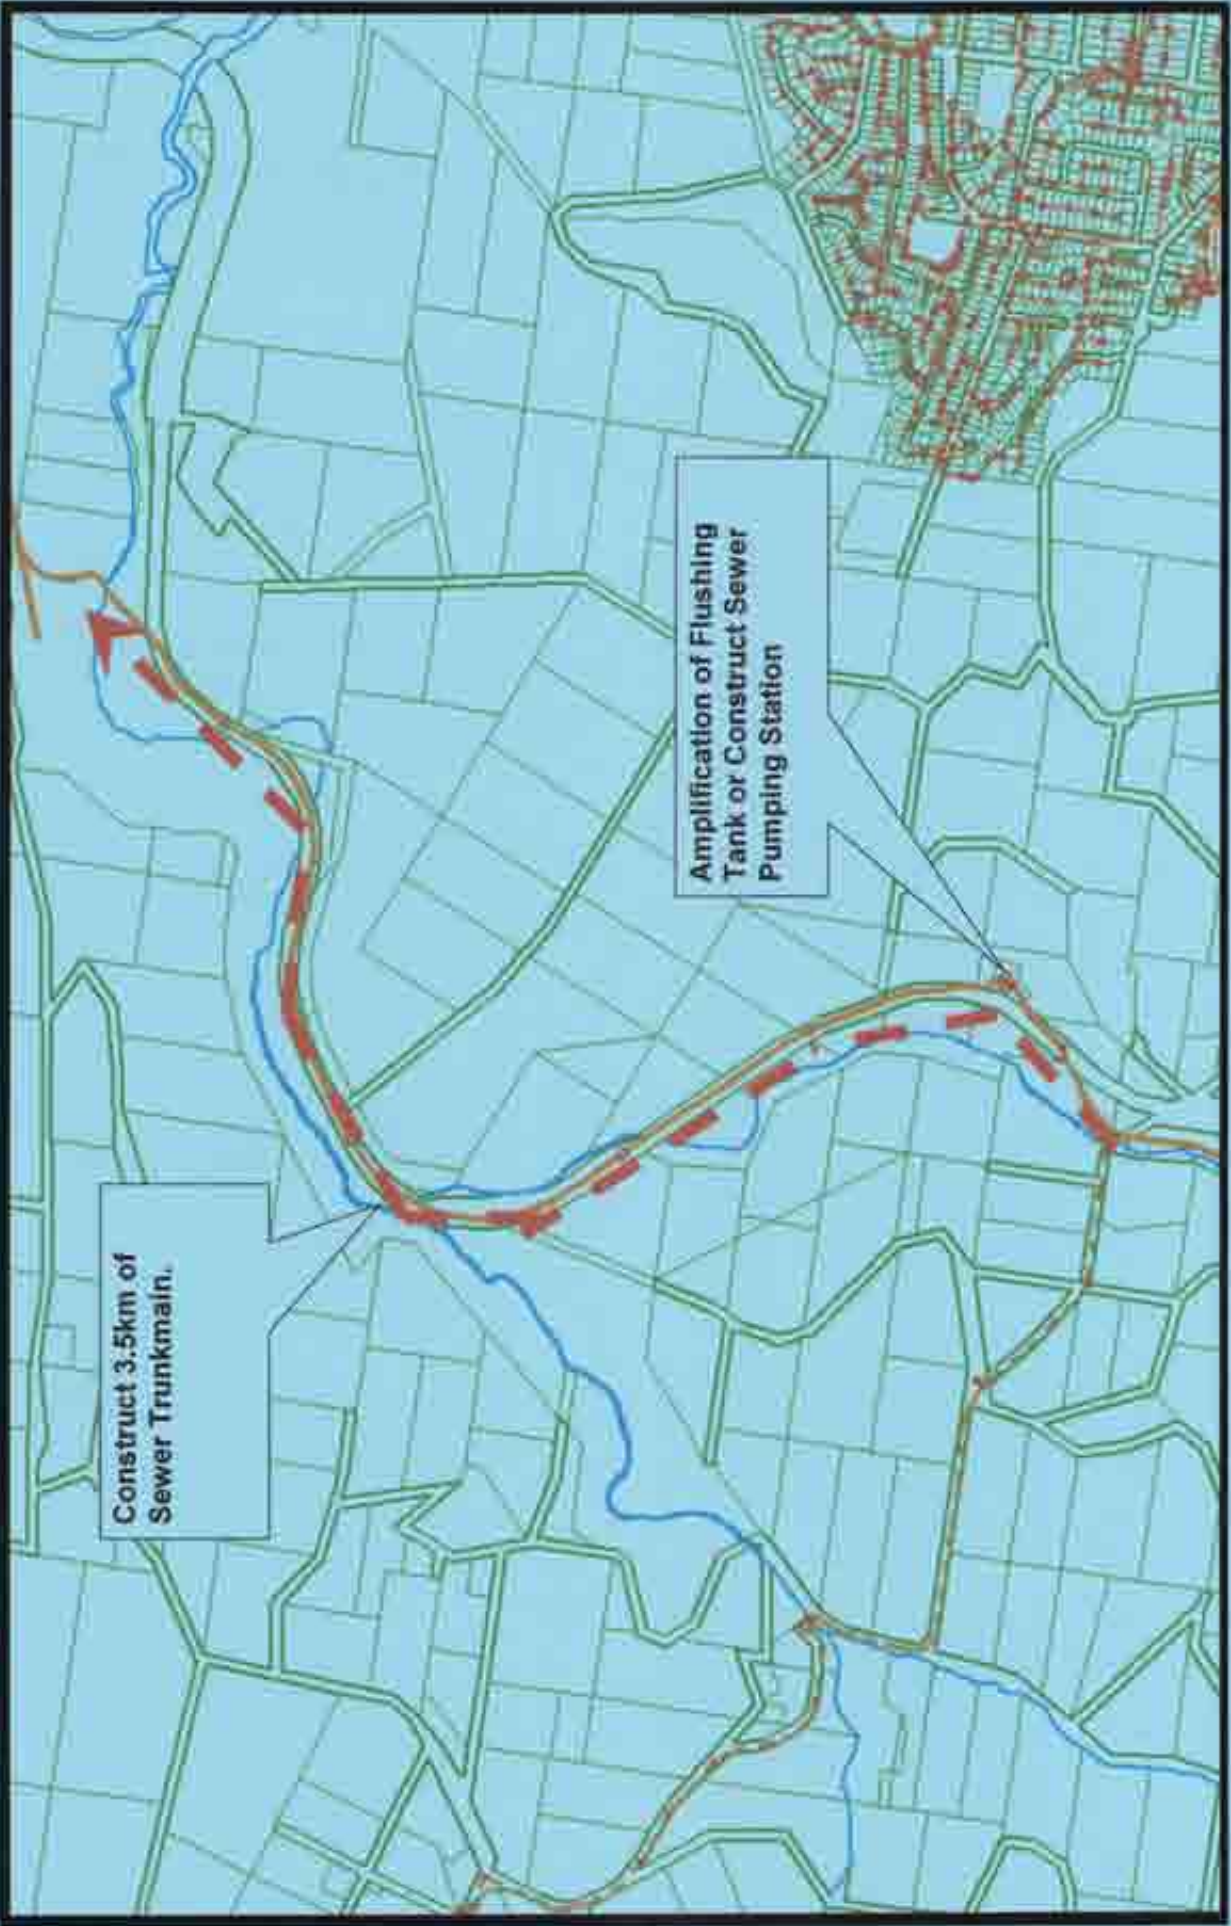 Construct 3.5km of
Sewer Trunkmain.
Amplification of Flushing
Tank or Construct Sewer
Pumping Station